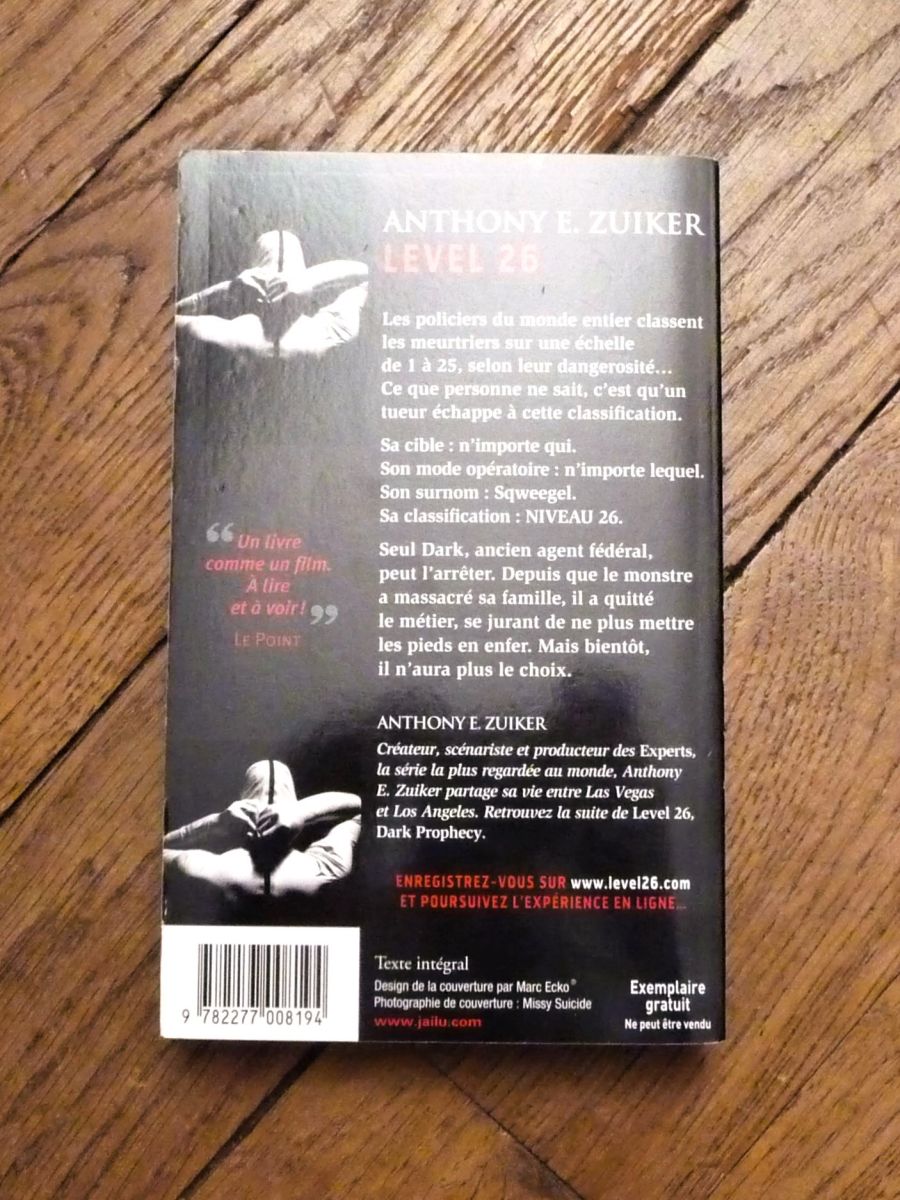 ANTHONY E. ZUIKER
LEVEL 26
Les policiers du monde entier classent
les meurtriers sur une échelle
de 1 à 25, selon leur dangerosité…
Ce que personne ne sait, c'est qu'un
tueur échappe à cette classification.
Sa cible : n'importe qui.
Son mode opératoire : n'importe lequel.
Son surnom : Sqweegel.
Sa classification : NIVEAU 26.
Seul Dark, ancien agent fédéral,
peut l'arrêter. Depuis que le monstre
a massacré sa famille, il a quitté
le métier, se jurant de ne plus mettre
les pieds en enfer. Mais bientôt,
il n'aura plus le choix.
“ Un livre
comme un film.
À lire
et à voir ! ”
LE POINT
ANTHONY E. ZUIKER
Créateur, scénariste et producteur des Experts,
la série la plus regardée au monde, Anthony
E. Zuiker partage sa vie entre Las Vegas
et Los Angeles. Retrouvez la suite de Level 26,
Dark Prophecy.
ENREGISTREZ-VOUS SUR www.level26.com
ET POURSUIVEZ L'EXPÉRIENCE EN LIGNE…
9 782277 008194
Texte intégral
Design de la couverture par Marc Ecko®
Photographie de couverture : Missy Suicide
www.jailu.com
Exemplaire
gratuit
Ne peut être vendu